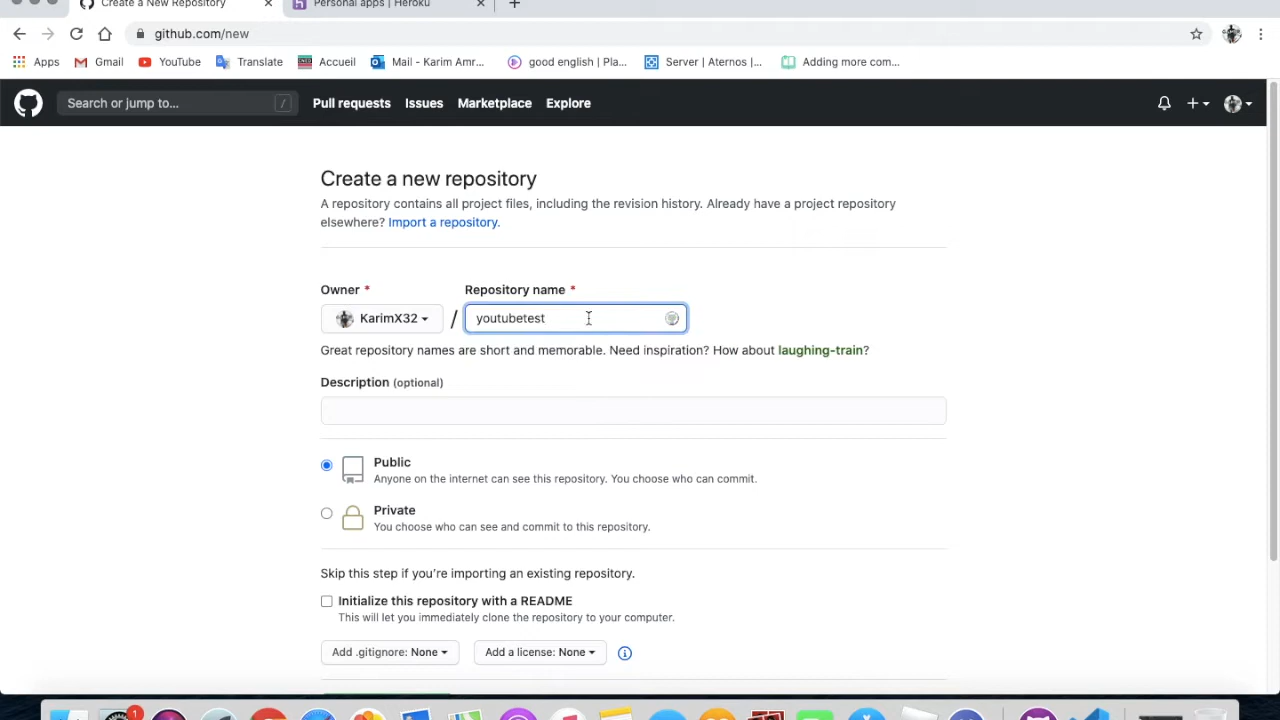 Create a New Repository
Personal apps | Heroku
github.com/new
Apps Gmail YouTube Translate Accueil Mail - Karim Amr... good english | Pla... Server | Aternos |... Adding more com...
Search or jump to... /
Pull requests Issues Marketplace Explore
Create a new repository
A repository contains all project files, including the revision history. Already have a project repository
elsewhere? Import a repository.
Owner * Repository name *
KarimX32 / youtubetest
Great repository names are short and memorable. Need inspiration? How about laughing-train?
Description (optional)
Public
Anyone on the internet can see this repository. You choose who can commit.
Private
You choose who can see and commit to this repository.
Skip this step if you're importing an existing repository.
Initialize this repository with a README
This will let you immediately clone the repository to your computer.
Add .gitignore: None Add a license: None
1